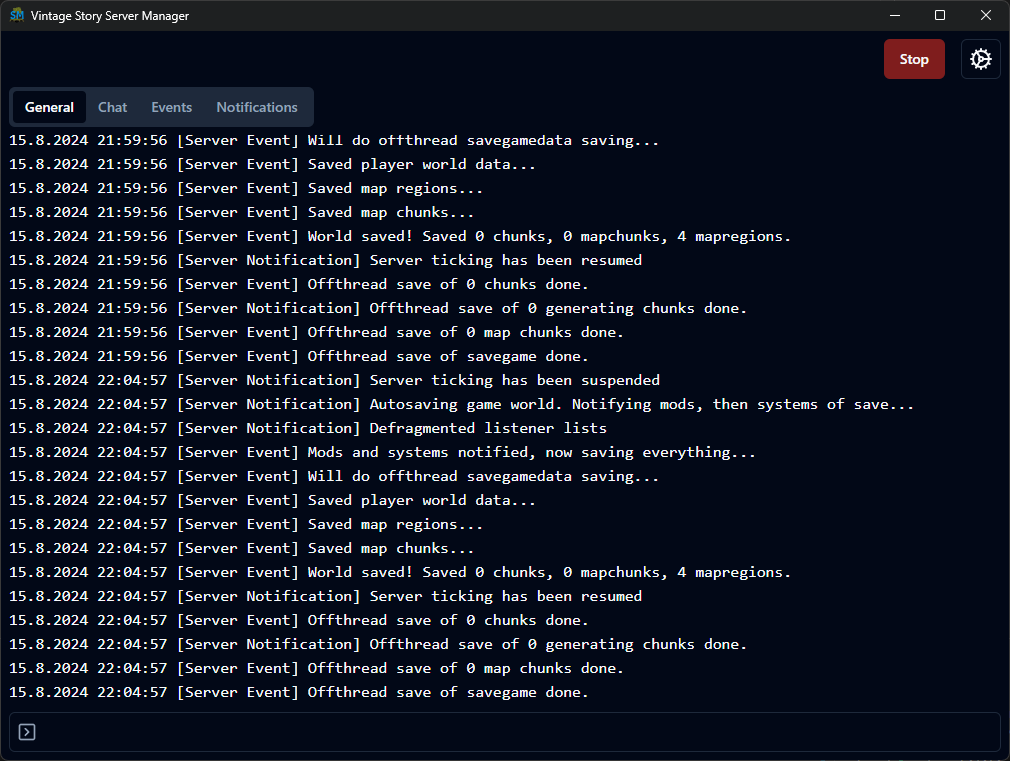 Vintage Story Server Manager
Stop
General Chat Events Notifications
15.8.2024 21:59:56 [Server Event] Will do offthread savegamedata saving...
15.8.2024 21:59:56 [Server Event] Saved player world data...
15.8.2024 21:59:56 [Server Event] Saved map regions...
15.8.2024 21:59:56 [Server Event] Saved map chunks...
15.8.2024 21:59:56 [Server Event] World saved! Saved 0 chunks, 0 mapchunks, 4 mapregions.
15.8.2024 21:59:56 [Server Notification] Server ticking has been resumed
15.8.2024 21:59:56 [Server Event] Offthread save of 0 chunks done.
15.8.2024 21:59:56 [Server Notification] Offthread save of 0 generating chunks done.
15.8.2024 21:59:56 [Server Event] Offthread save of 0 map chunks done.
15.8.2024 21:59:56 [Server Event] Offthread save of savegame done.
15.8.2024 22:04:57 [Server Notification] Server ticking has been suspended
15.8.2024 22:04:57 [Server Notification] Autosaving game world. Notifying mods, then systems of save...
15.8.2024 22:04:57 [Server Notification] Defragmented listener lists
15.8.2024 22:04:57 [Server Event] Mods and systems notified, now saving everything...
15.8.2024 22:04:57 [Server Event] Will do offthread savegamedata saving...
15.8.2024 22:04:57 [Server Event] Saved player world data...
15.8.2024 22:04:57 [Server Event] Saved map regions...
15.8.2024 22:04:57 [Server Event] Saved map chunks...
15.8.2024 22:04:57 [Server Event] World saved! Saved 0 chunks, 0 mapchunks, 4 mapregions.
15.8.2024 22:04:57 [Server Notification] Server ticking has been resumed
15.8.2024 22:04:57 [Server Event] Offthread save of 0 chunks done.
15.8.2024 22:04:57 [Server Notification] Offthread save of 0 generating chunks done.
15.8.2024 22:04:57 [Server Event] Offthread save of 0 map chunks done.
15.8.2024 22:04:57 [Server Event] Offthread save of savegame done.